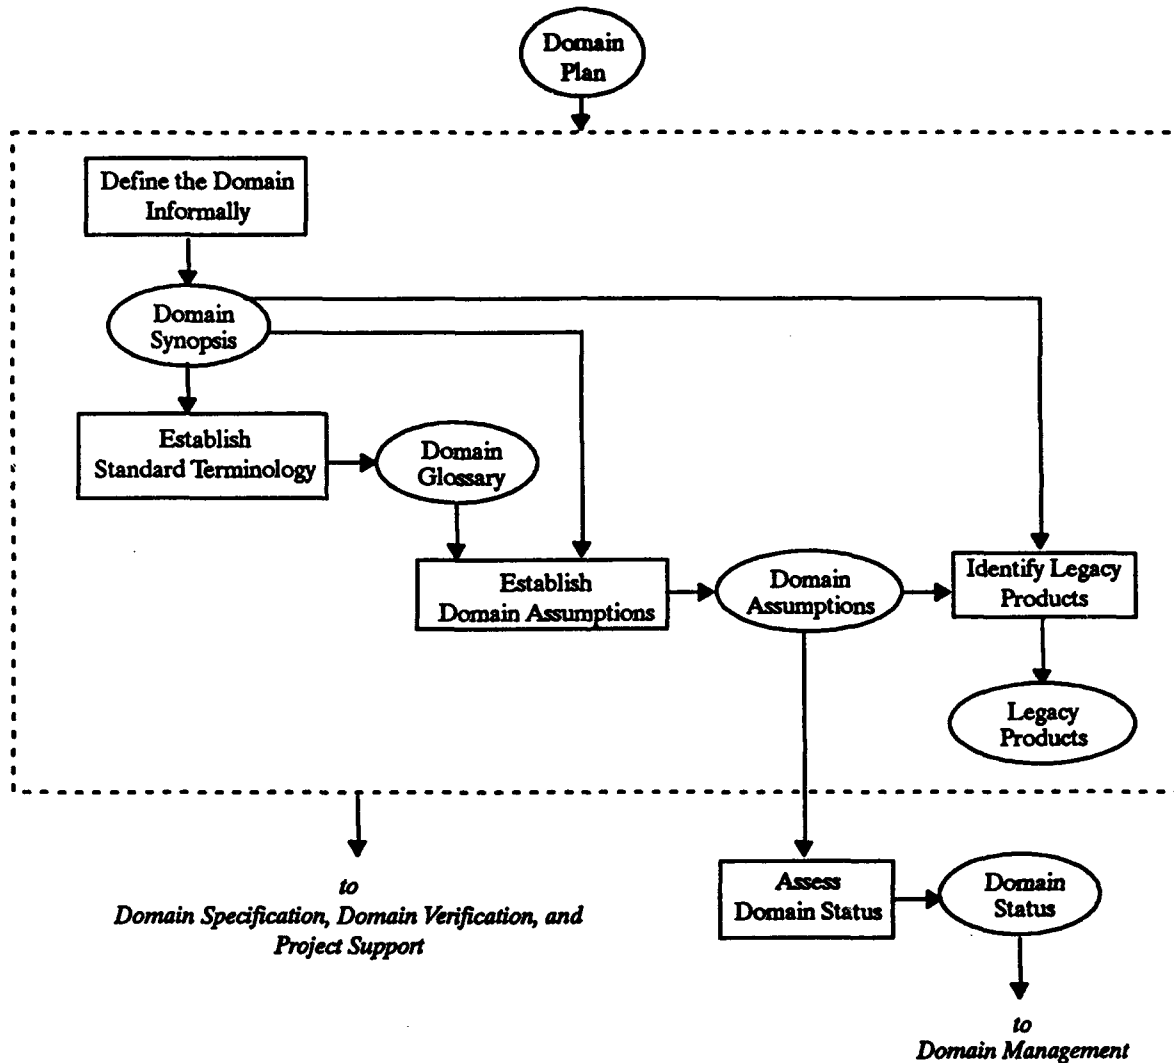 Domain
Plan
Define the Domain
Informally
Domain
Synopsis
Establish
Standard Terminology
Domain
Glossary
Establish
Domain Assumptions
Domain
Assumptions
Identify Legacy
Products
Legacy
Products
to
Domain Specification, Domain Verification, and
Project Support
Assess
Domain Status
Domain
Status
to
Domain Management